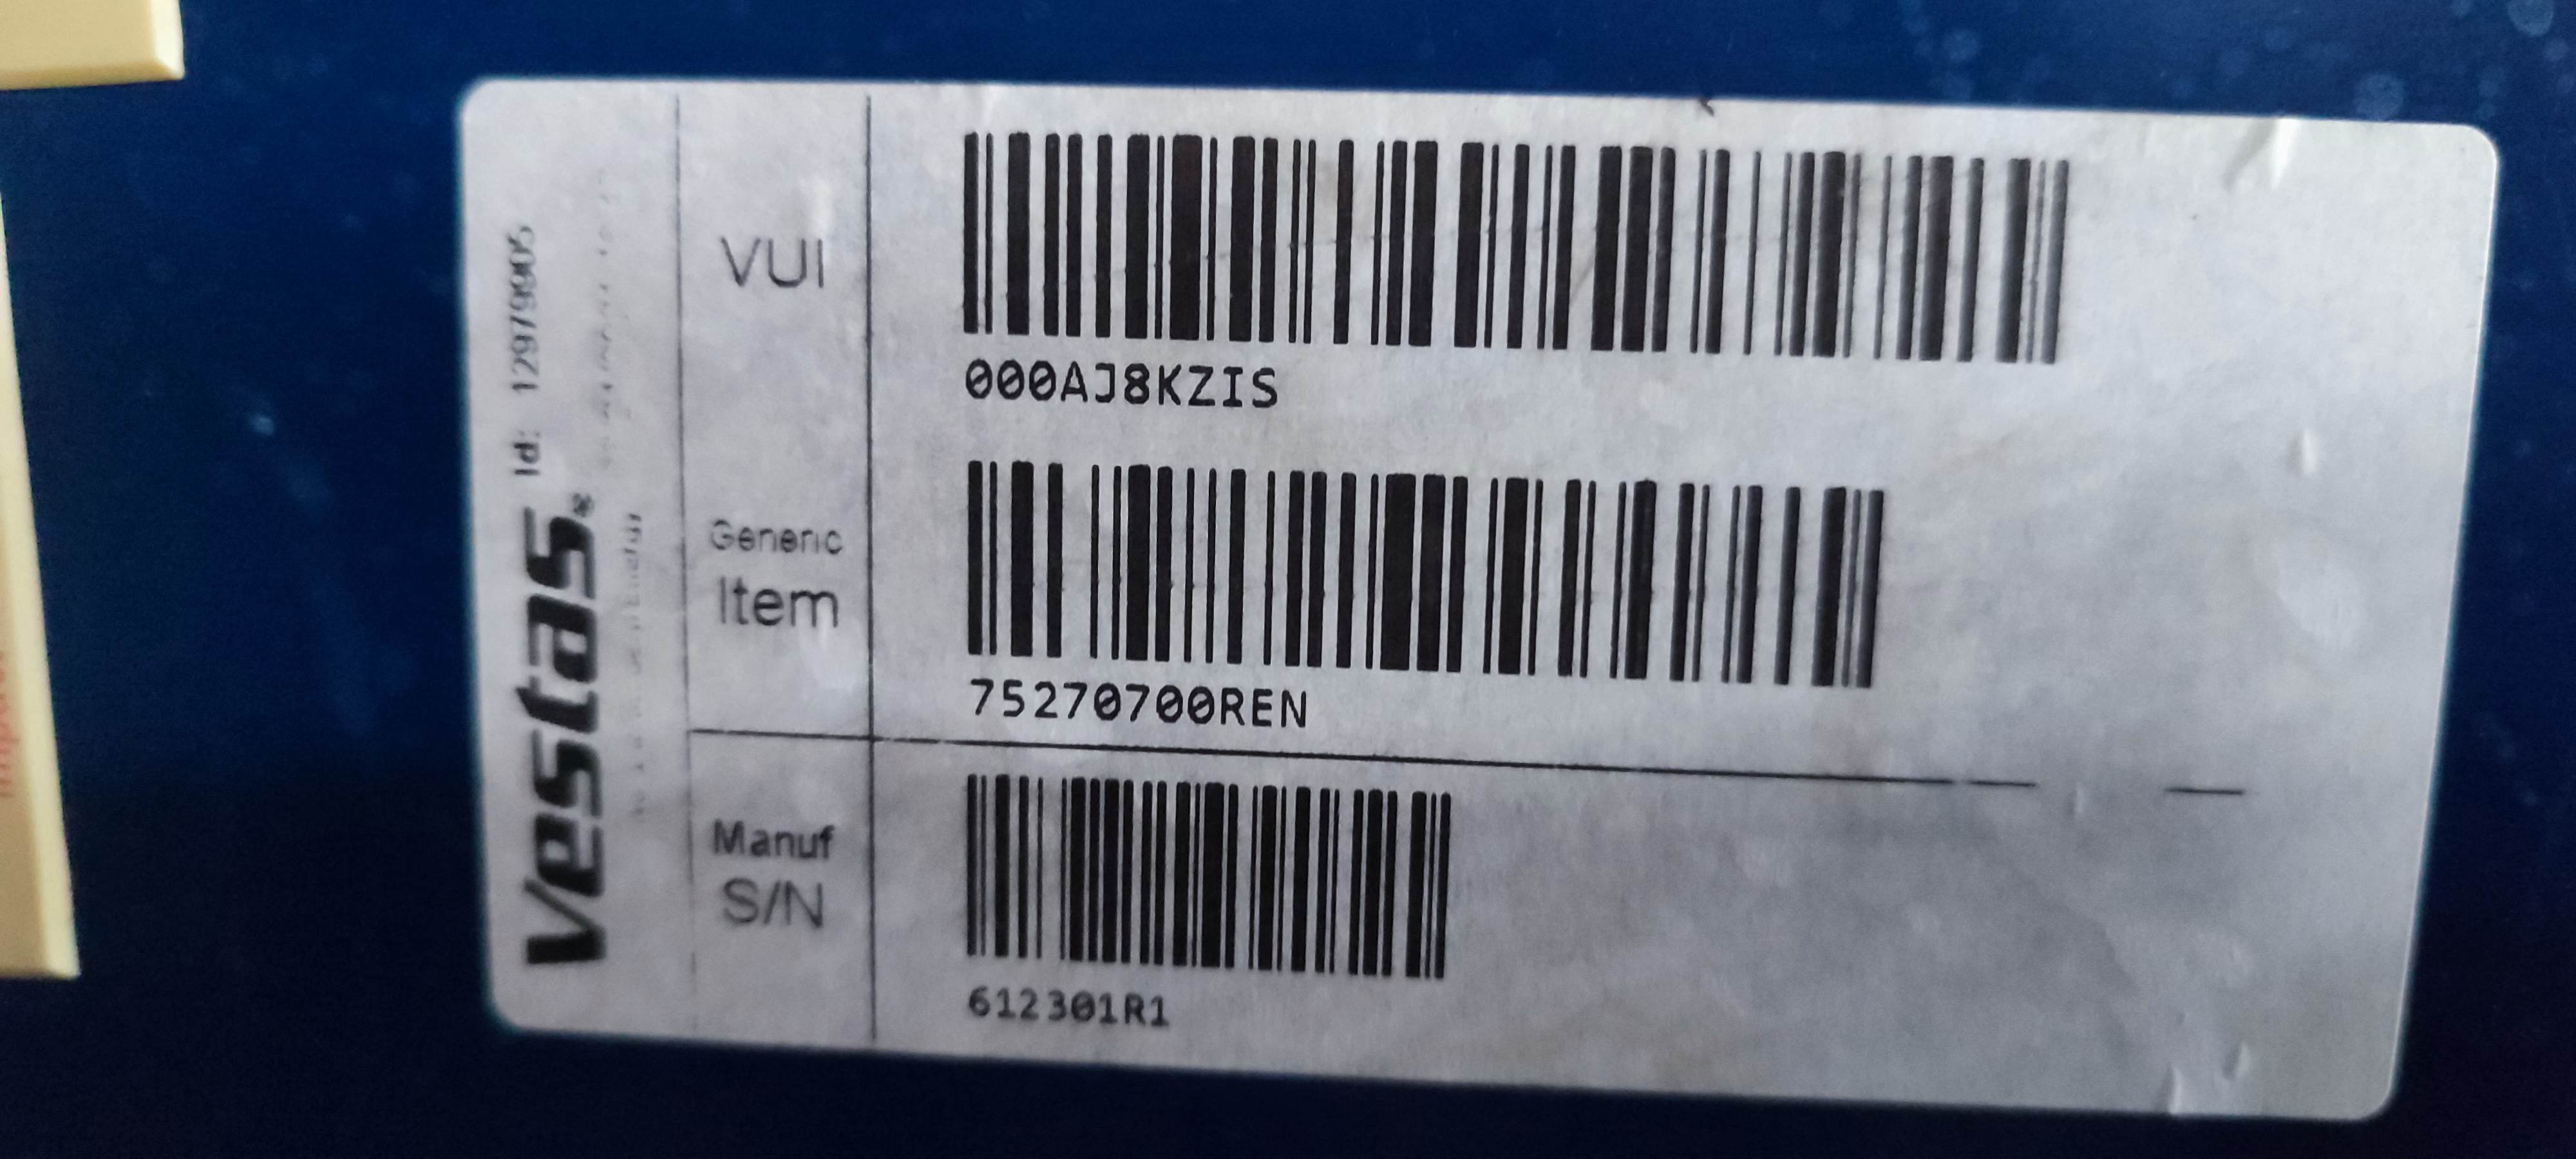 Vestas® Id: 12979905
VUI
000AJ8KZIS
Generic
Item
75270700REN
Manuf
S/N
612301R1